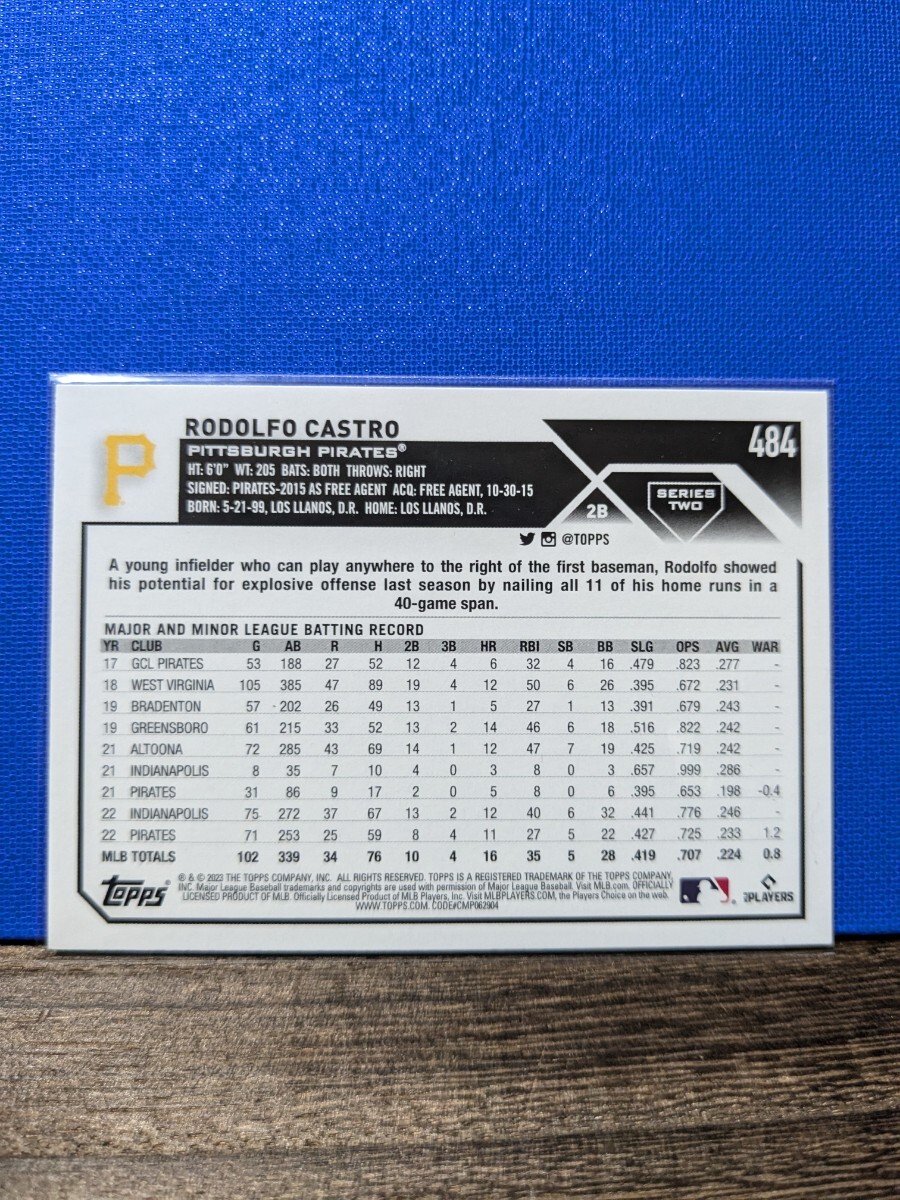 RODOLFO CASTRO
484
PITTSBURGH PIRATES®
HT: 6'0" WT: 205 BATS: BOTH THROWS: RIGHT
SIGNED: PIRATES-2015 AS FREE AGENT ACQ: FREE AGENT, 10-30-15
BORN: 5-21-99, LOS LLANOS, D.R. HOME: LOS LLANOS, D.R.
2B
SERIES
TWO
@TOPPS
A young infielder who can play anywhere to the right of the first baseman, Rodolfo showed
his potential for explosive offense last season by nailing all 11 of his home runs in a
40-game span.
MAJOR AND MINOR LEAGUE BATTING RECORD
YR CLUB G AB R H 2B 3B HR RBI SB BB SLG OPS AVG WAR
17 GCL PIRATES 53 188 27 52 12 4 6 32 4 16 .479 .823 .277 -
18 WEST VIRGINIA 105 385 47 89 19 4 12 50 6 26 .395 .672 .231 -
19 BRADENTON 57 202 26 49 13 1 5 27 1 13 .391 .679 .243 -
19 GREENSBORO 61 215 33 52 13 2 14 46 6 18 .516 .822 .242 -
21 ALTOONA 72 285 43 69 14 1 12 47 7 19 .425 .719 .242 -
21 INDIANAPOLIS 8 35 7 10 4 0 3 8 0 3 .657 .999 .286 -
21 PIRATES 31 86 9 17 2 0 5 8 0 6 .395 .653 .198 -0.4
22 INDIANAPOLIS 75 272 37 67 13 2 12 40 6 32 .441 .776 .246 -
22 PIRATES 71 253 25 59 8 4 11 27 5 22 .427 .725 .233 1.2
MLB TOTALS 102 339 34 76 10 4 16 35 5 28 .419 .707 .224 0.8
Topps
® & © 2023 THE TOPPS COMPANY, INC. ALL RIGHTS RESERVED. TOPPS IS A REGISTERED TRADEMARK OF THE TOPPS COMPANY,
INC. Major League Baseball trademarks and copyrights are used with permission of Major League Baseball. Visit MLB.com. OFFICIALLY
LICENSED PRODUCT OF MLB. Officially Licensed Product of MLB Players, Inc. Visit MLBPLAYERS.COM, the Players Choice on the web.
WWW.TOPPS.COM. CODE#CMP062904
PLAYERS